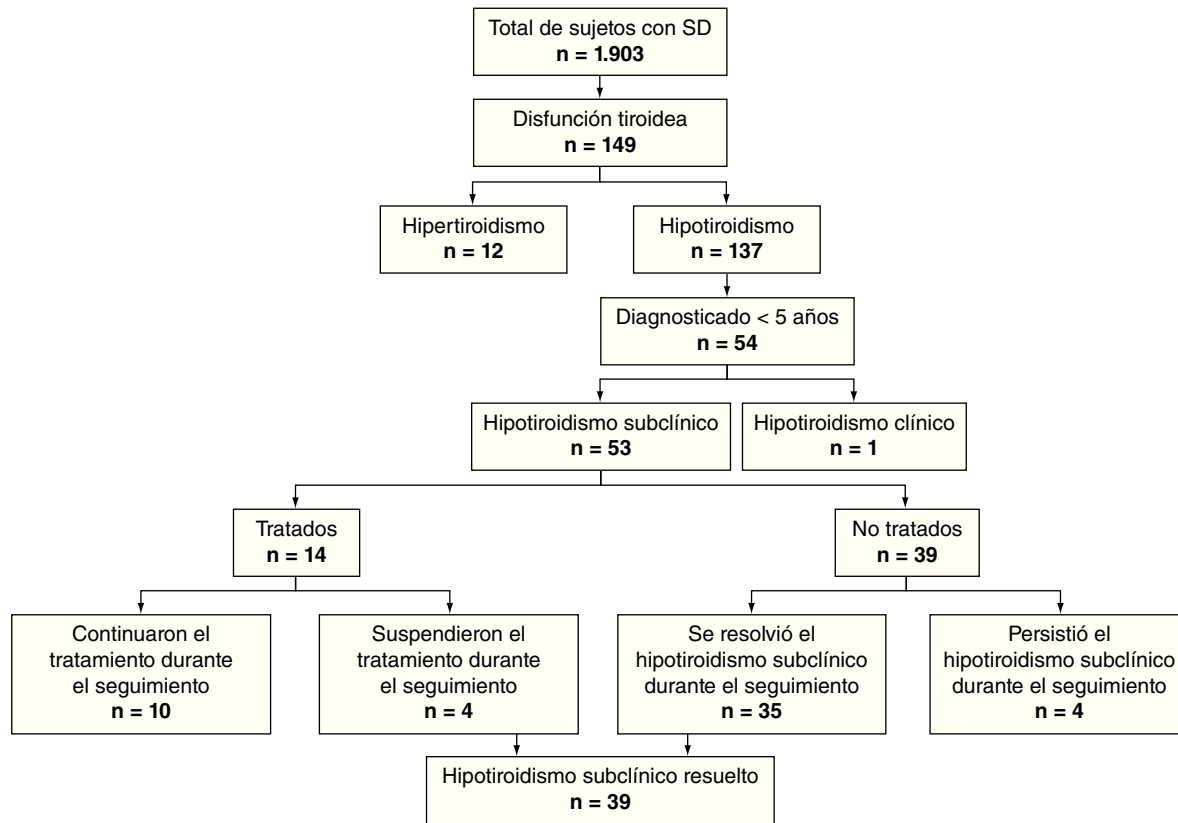 Total de sujetos con SD
n = 1.903
Disfunción tiroidea
n = 149
Hipertiroidismo
n = 12
Hipotiroidismo
n = 137
Diagnosticado < 5 años
n = 54
Hipotiroidismo subclínico
n = 53
Hipotiroidismo clínico
n = 1
Tratados
n = 14
No tratados
n = 39
Continuaron el
tratamiento durante
el seguimiento
n = 10
Suspendieron el
tratamiento durante
el seguimiento
n = 4
Se resolvió el
hipotiroidismo subclínico
durante el seguimiento
n = 35
Persistió el
hipotiroidismo subclínico
durante el seguimiento
n = 4
Hipotiroidismo subclínico resuelto
n = 39